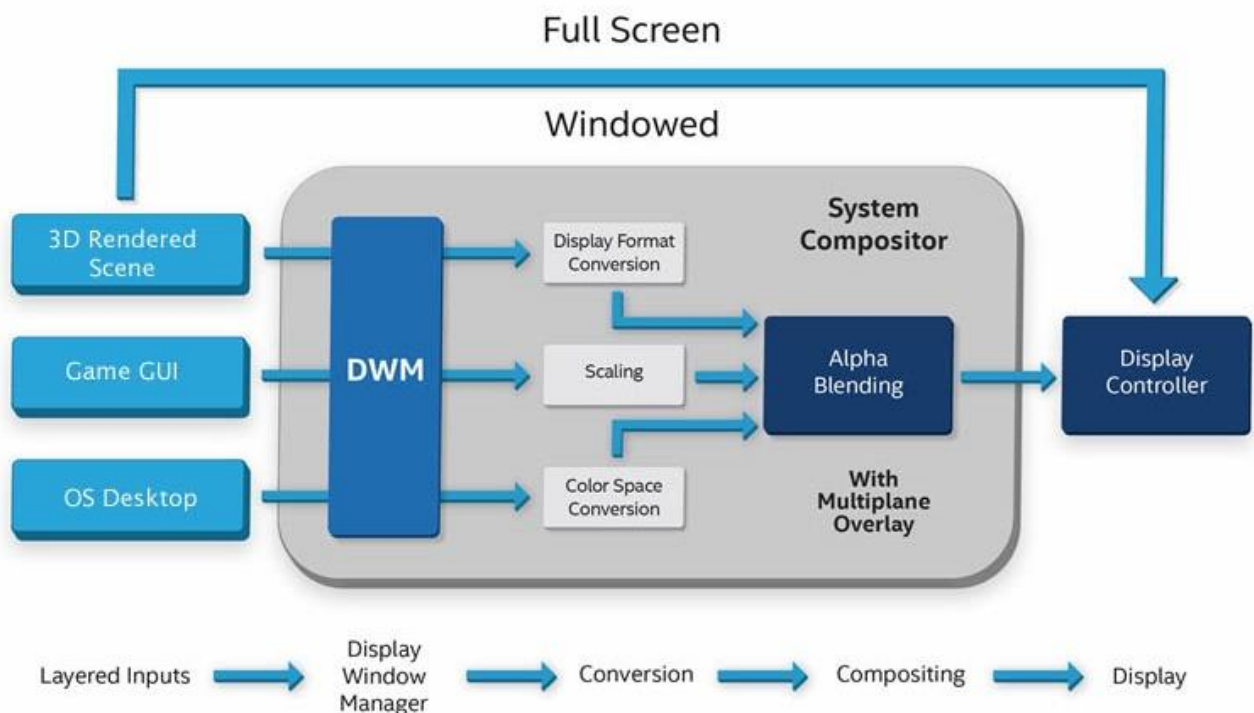 Full Screen
Windowed
3D Rendered
Scene
Game GUI
OS Desktop
DWM
Display Format
Conversion
Scaling
Color Space
Conversion
System
Compositor
Alpha
Blending
With
Multiplane
Overlay
Display
Controller
Layered Inputs
Display
Window
Manager
Conversion
Compositing
Display